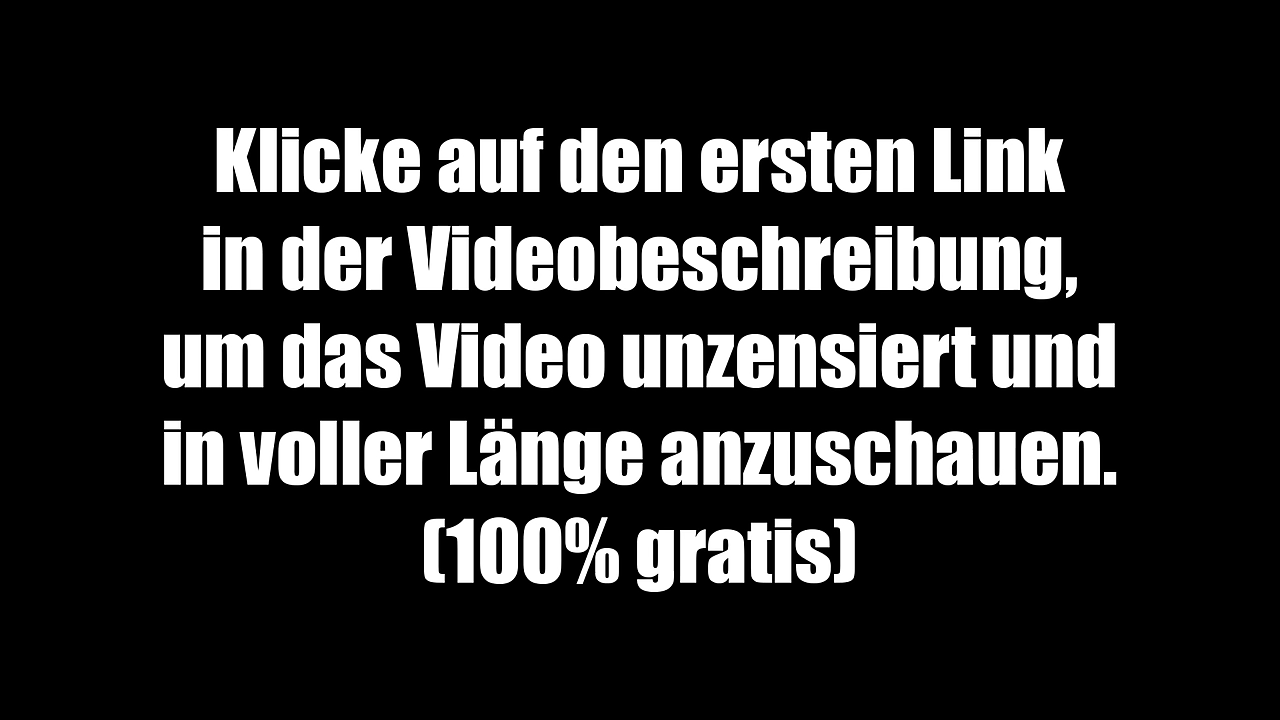 Klicke auf den ersten Link
in der Videobeschreibung,
um das Video unzensiert und
in voller Länge anzuschauen.
(100% gratis)